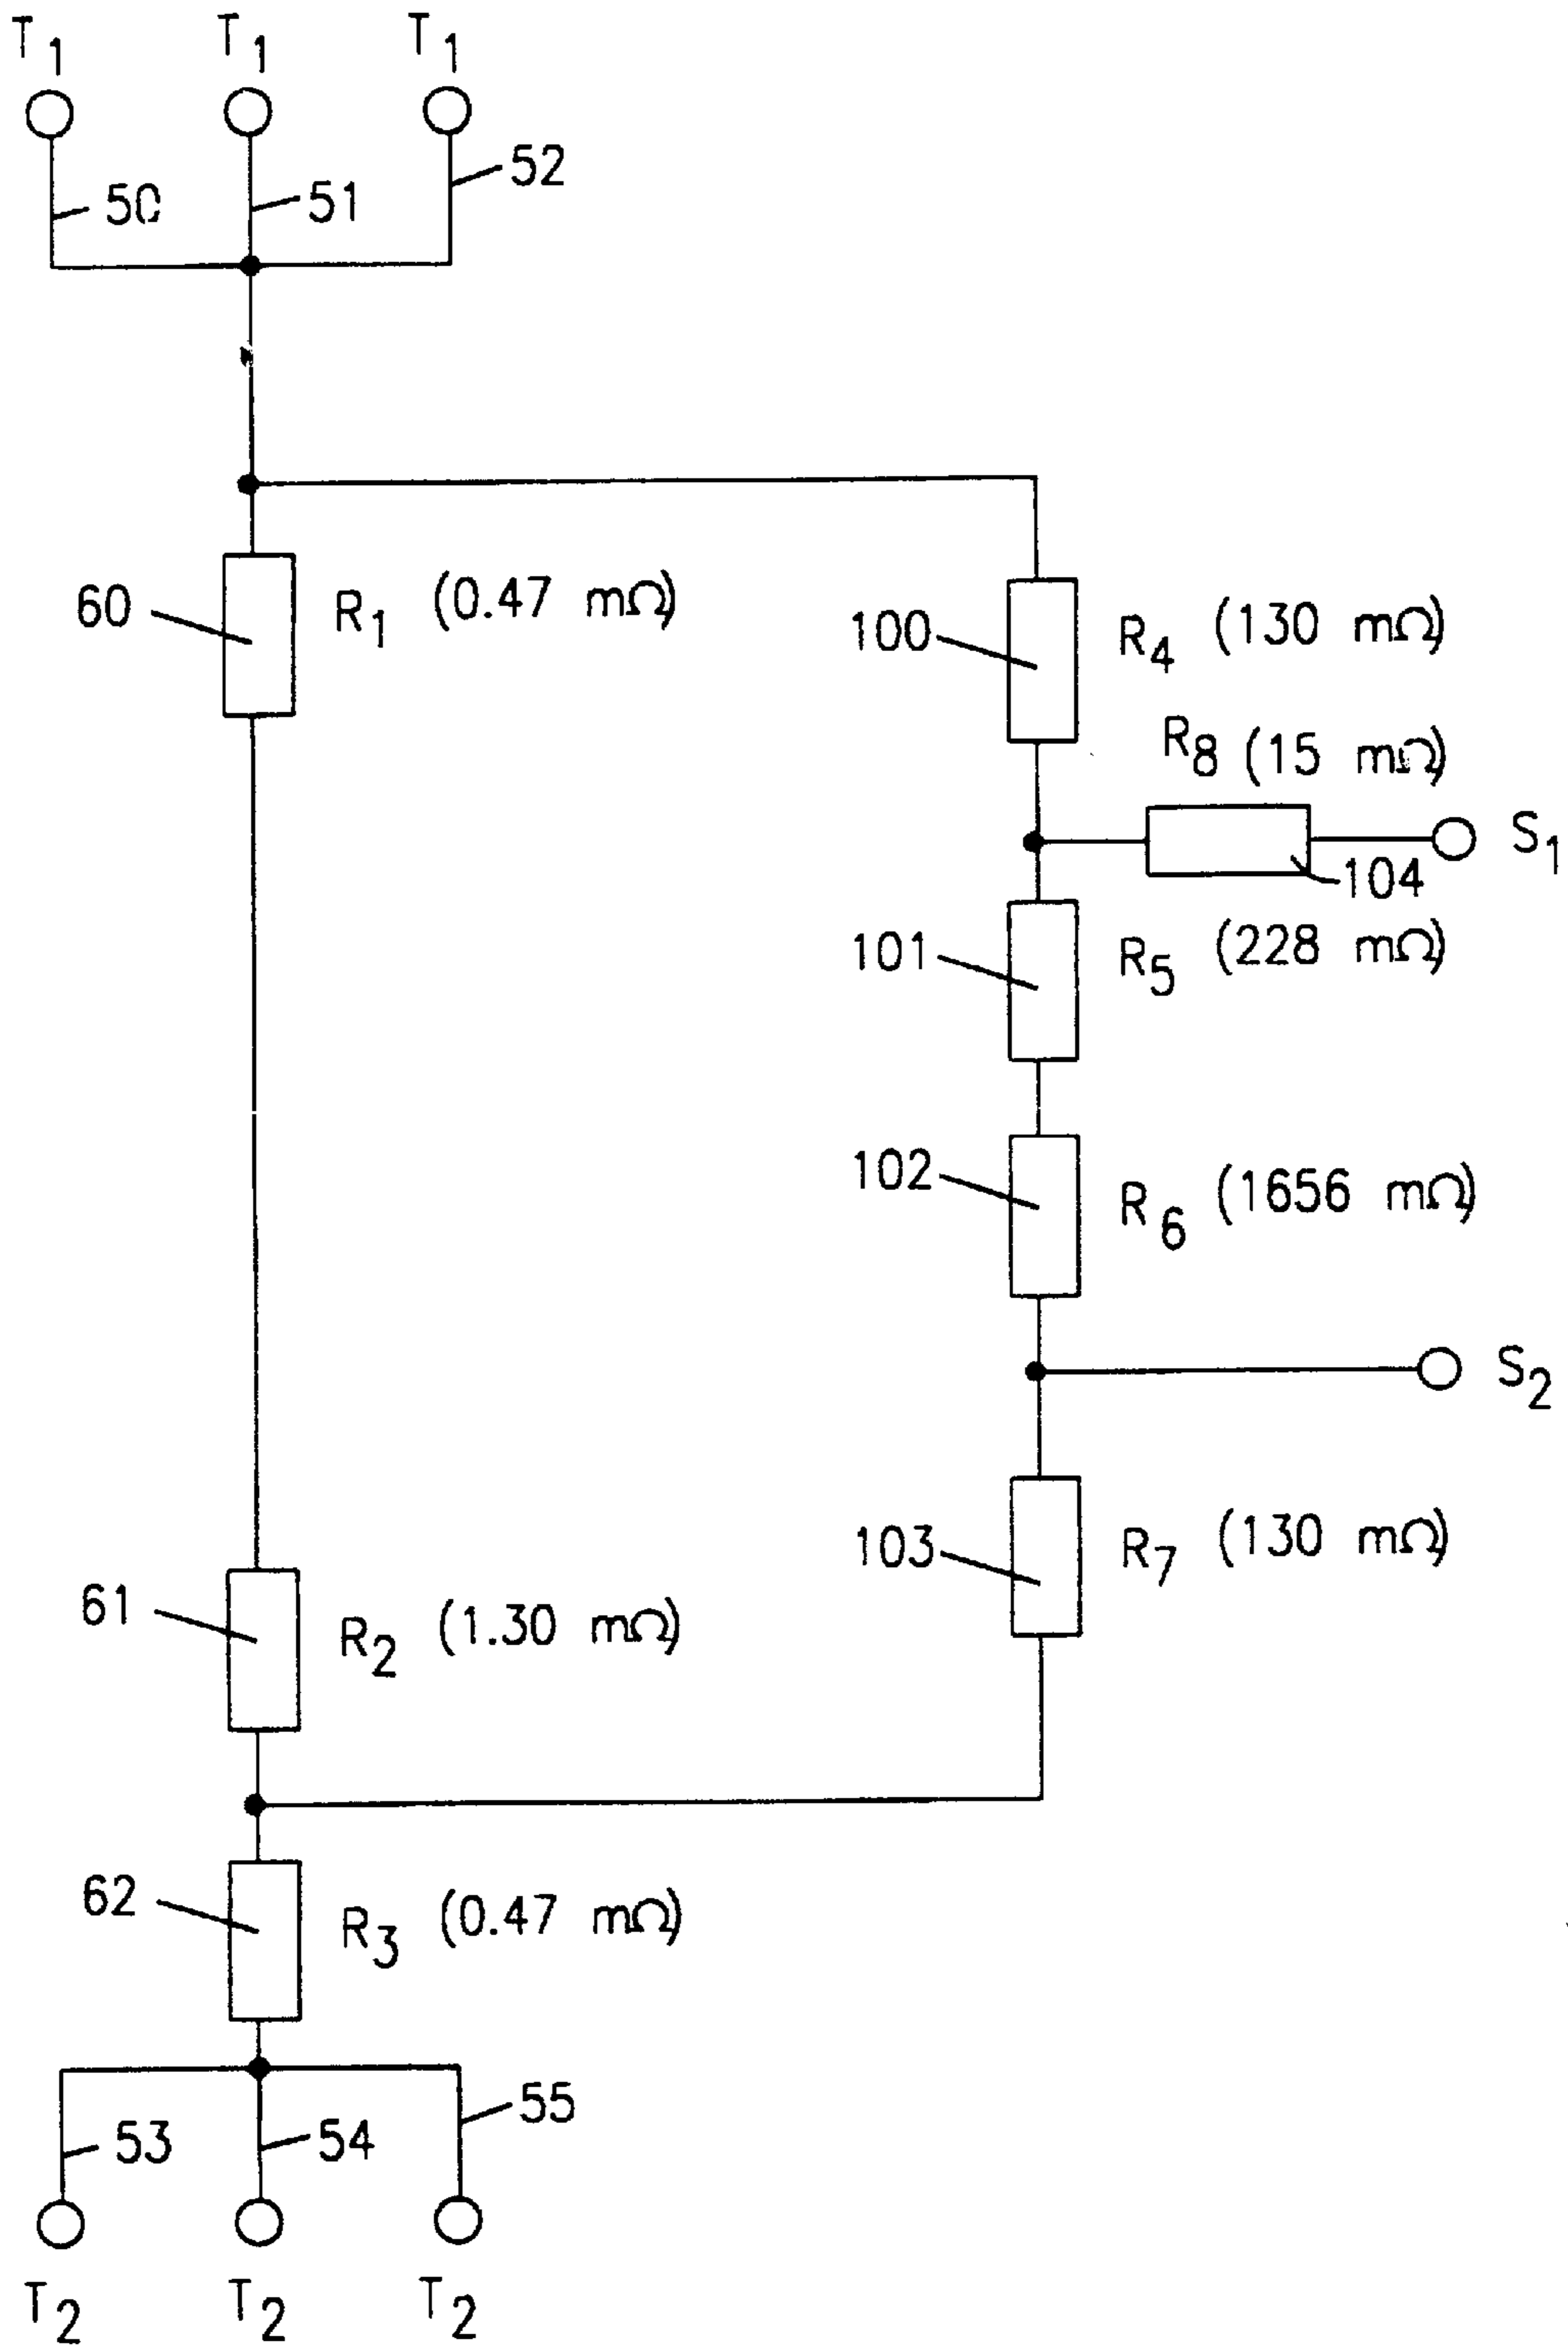 T1 T1 T1
50 51 52
60 R1 (0.47 mΩ)
100 R4 (130 mΩ)
R8 (15 mΩ)
S1
104
101 R5 (228 mΩ)
102 R6 (1656 mΩ)
S2
103 R7 (130 mΩ)
61 R2 (1.30 mΩ)
62 R3 (0.47 mΩ)
53 54 55
T2 T2 T2